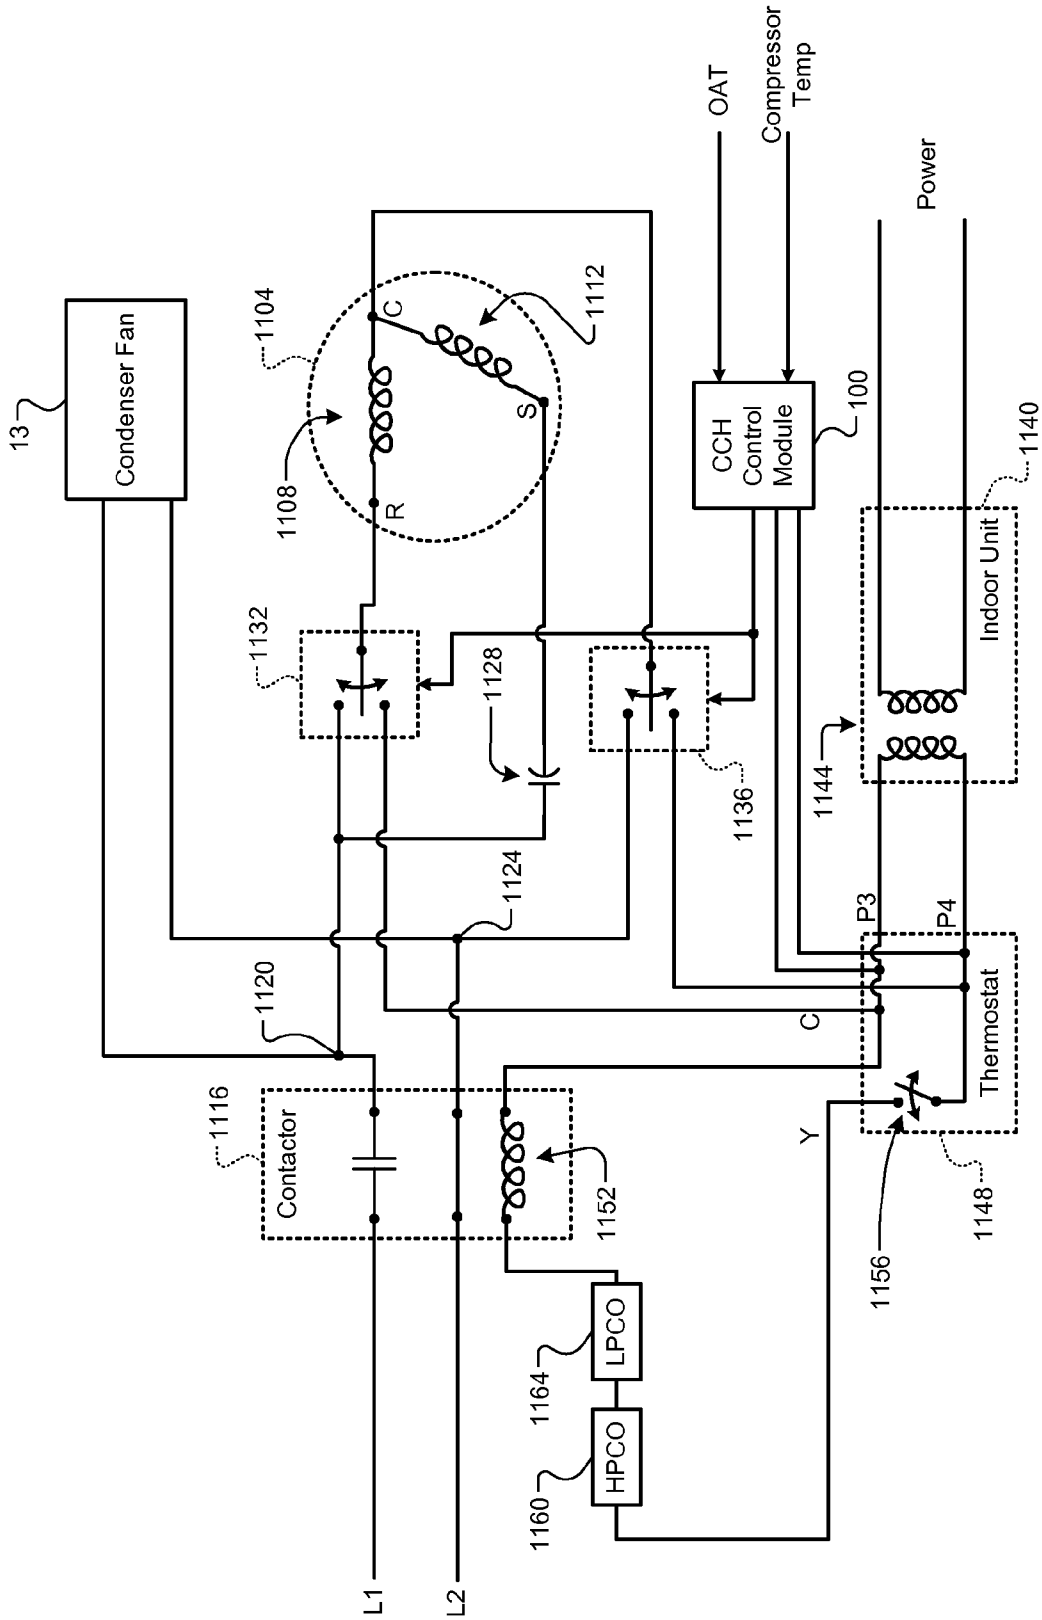 13
Condenser Fan
1104
1108
R
C
S
1112
1132
1128
1136
OAT
Compressor
Temp
CCH
Control
Module
100
Power
1140
Indoor Unit
1144
P3
P4
1120
1124
1116
Contactor
1152
C
Y
Thermostat
1148
1156
LPCO
1164
HPCO
1160
L1
L2